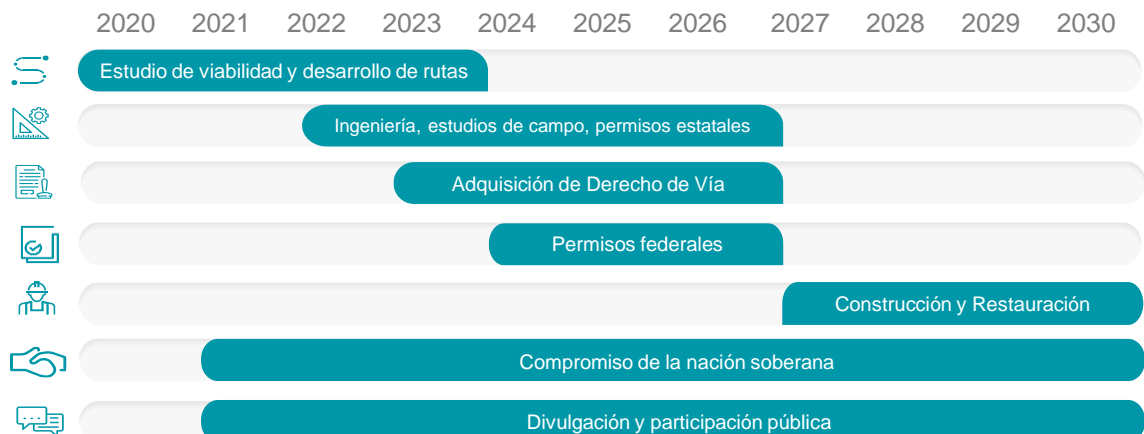 2020 2021 2022 2023 2024 2025 2026 2027 2028 2029 2030
Estudio de viabilidad y desarrollo de rutas
Ingeniería, estudios de campo, permisos estatales
Adquisición de Derecho de Vía
Permisos federales
Construcción y Restauración
Compromiso de la nación soberana
Divulgación y participación pública